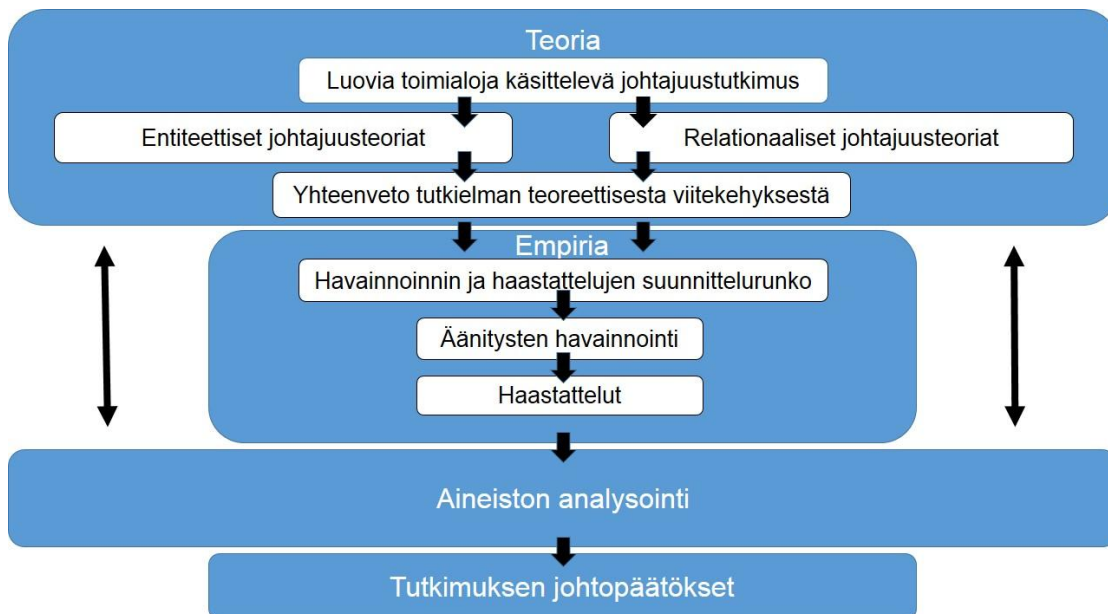 Teoria
Luovia toimialoja käsittelevä johtajuustutkimus
Entiteettiset johtajuusteoriat
Relationaaliset johtajuusteoriat
Yhteenveto tutkielman teoreettisesta viitekehyksestä
Empiria
Havainnoinnin ja haastattelujen suunnittelurunko
Äänitysten havainnointi
Haastattelut
Aineiston analysointi
Tutkimuksen johtopäätökset